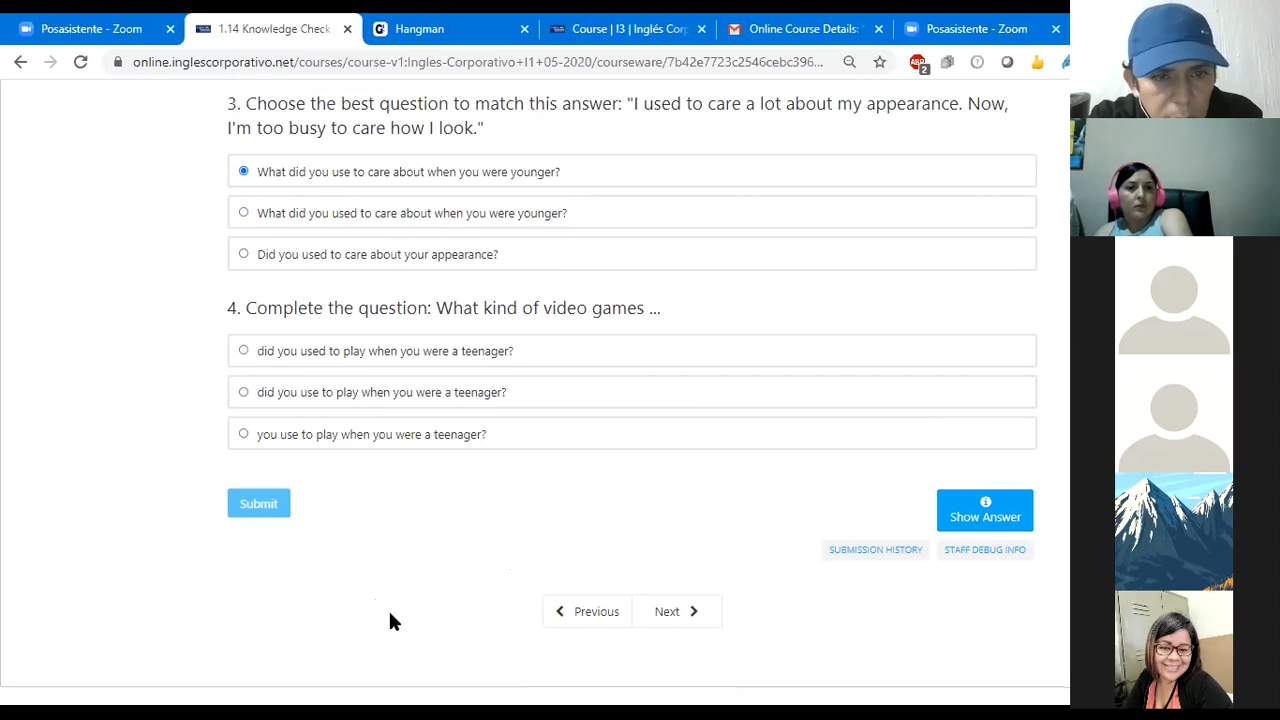 Posasistente - Zoom
1.14 Knowledge Check
Hangman
Course | I3 | Inglés Corp
Online Course Details:
Posasistente - Zoom
online.inglescorporativo.net/courses/course-v1:Ingles-Corporativo+I1+05-2020/courseware/7b42e7723c2546cebc396...
ABP
2
3. Choose the best question to match this answer: "I used to care a lot about my appearance. Now,
I'm too busy to care how I look."
What did you use to care about when you were younger?
What did you used to care about when you were younger?
Did you used to care about your appearance?
4. Complete the question: What kind of video games ...
did you used to play when you were a teenager?
did you use to play when you were a teenager?
you use to play when you were a teenager?
Submit
Show Answer
SUBMISSION HISTORY
STAFF DEBUG INFO
Previous
Next